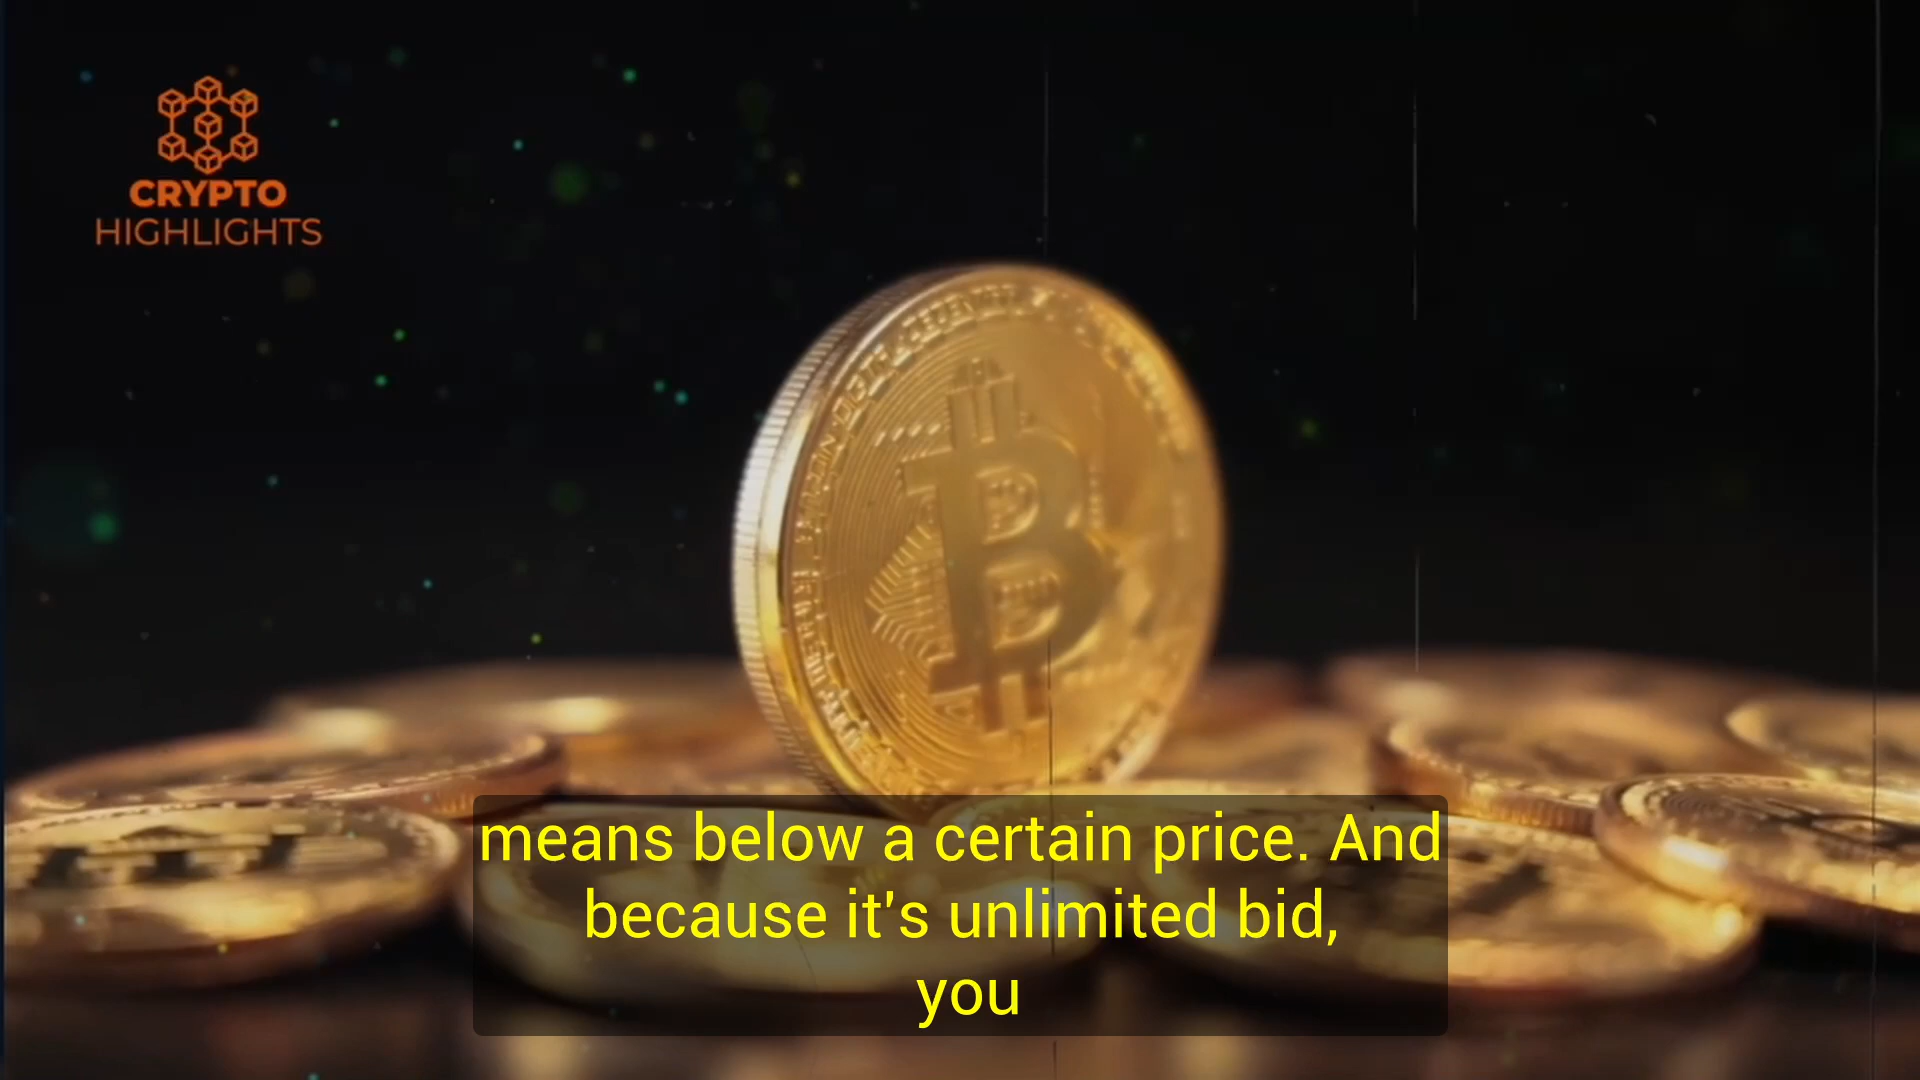 CRYPTO
HIGHLIGHTS
means below a certain price. And
because it's unlimited bid,
you